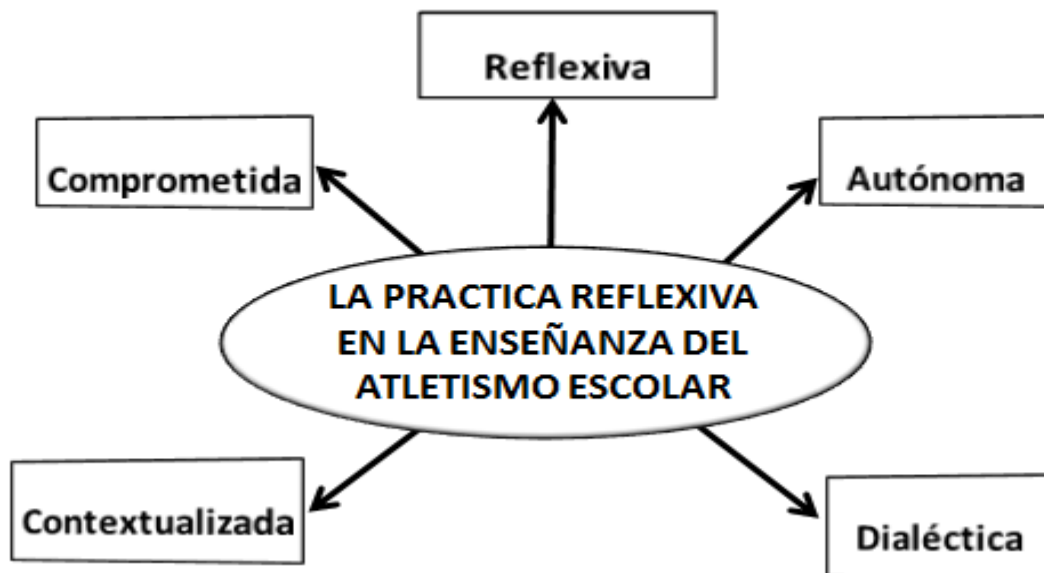 Reflexiva
Comprometida
Autónoma
LA PRACTICA REFLEXIVA
EN LA ENSEÑANZA DEL
ATLETISMO ESCOLAR
Contextualizada
Dialéctica